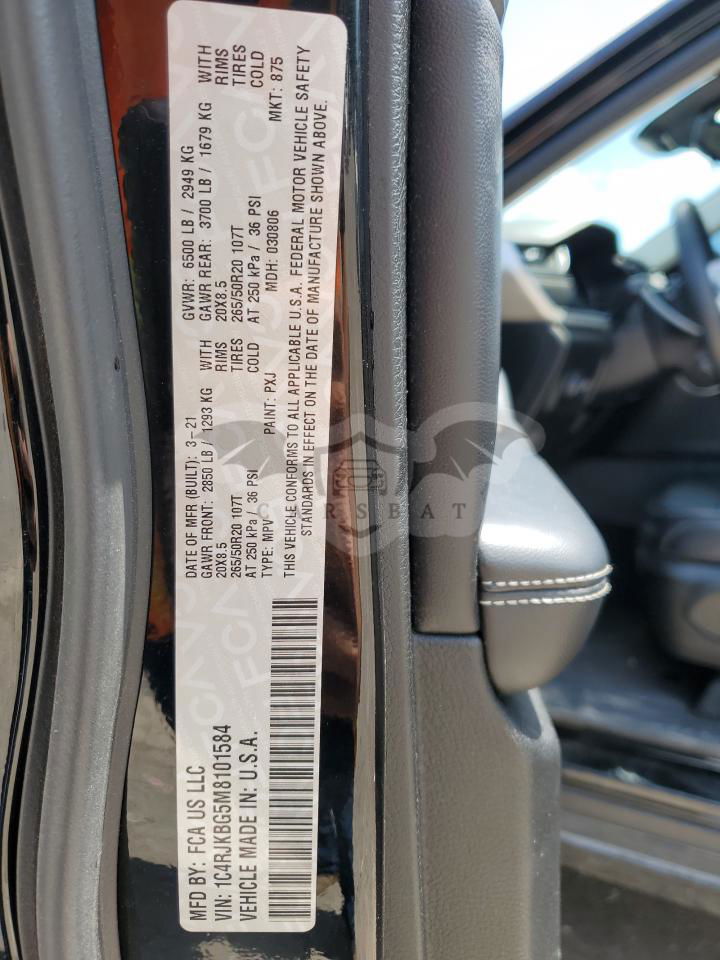 MFD BY: FCA US LLC
VIN: 1C4RJKBG5M8101584
VEHICLE MADE IN: U.S.A.
DATE OF MFR (BUILT): 3-21
GAWR FRONT: 2850 LB / 1293 KG WITH
20X8.5 RIMS
265/50R20 107T TIRES
AT 250 kPa / 36 PSI COLD
TYPE: MPV PAINT: PXJ
GVWR: 6500 LB / 2949 KG
GAWR REAR: 3700 LB / 1679 KG WITH
20X8.5 RIMS
265/50R20 107T TIRES
AT 250 kPa / 36 PSI COLD
MDH: 030806 MKT: 875
THIS VEHICLE CONFORMS TO ALL APPLICABLE U.S.A. FEDERAL MOTOR VEHICLE SAFETY
STANDARDS IN EFFECT ON THE DATE OF MANUFACTURE SHOWN ABOVE.
CARSBAT